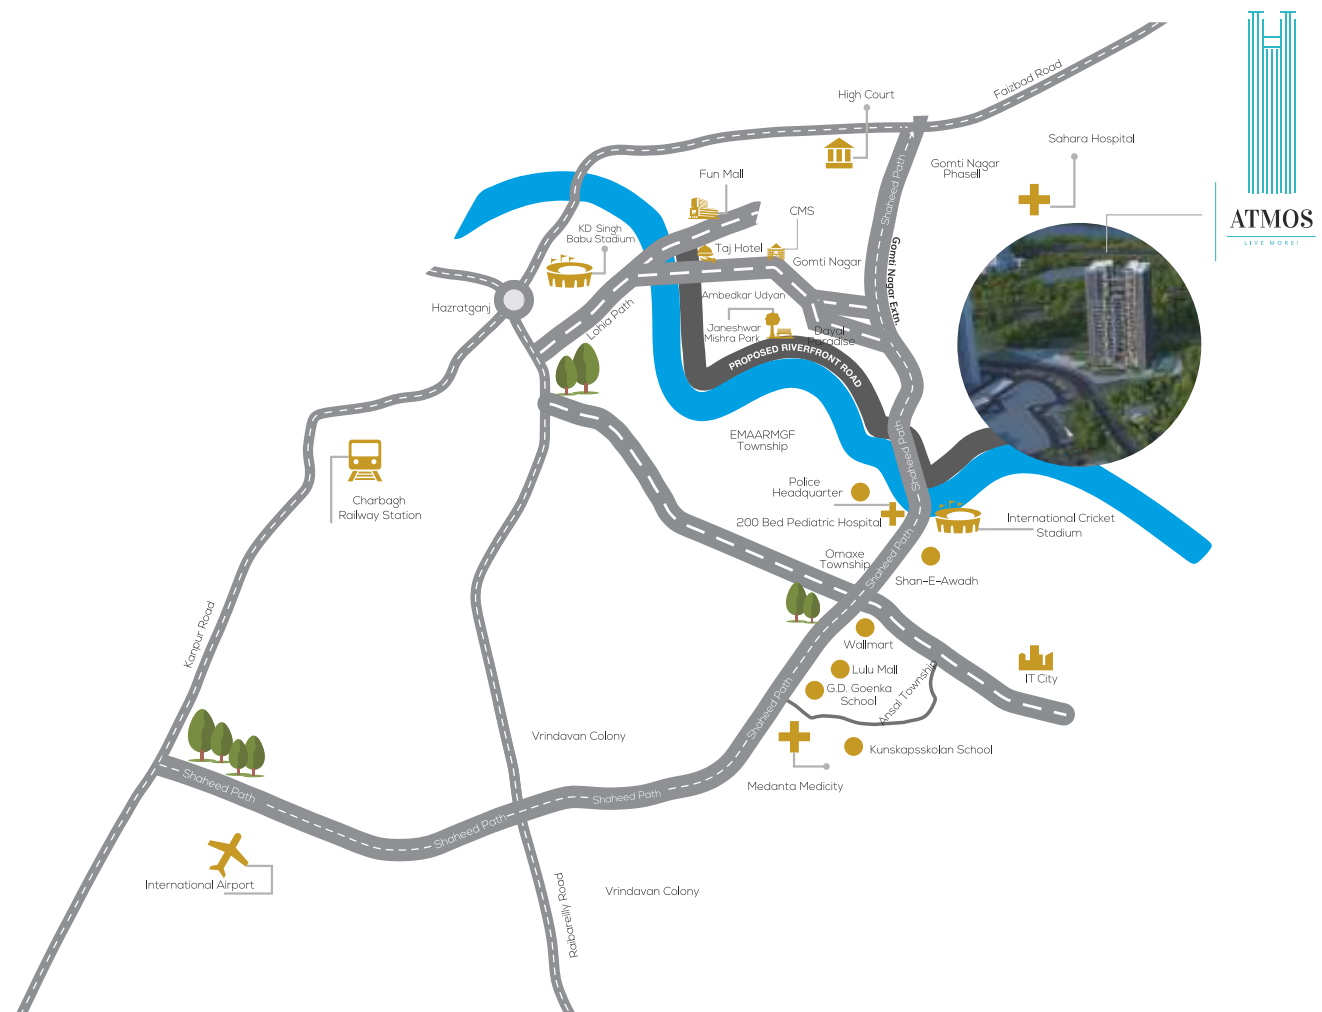 Faizbad Road
High Court
Sahara Hospital
Gomti Nagar
Phasell
Shaheed Path
ATMOS
LIVE MORE!
Fun Mall
CMS
KD Singh
Babu Stadium
Taj Hotel
Gomti Nagar
Gomti Nagar Extn.
Hazratganj
Lohia Path
Ambedkar Udyan
Janeshwar
Mishra Park
Dayal
Paradise
PROPOSED RIVERFRONT ROAD
EMAARMGF
Township
Shaheed Path
Charbagh
Railway Station
Police
Headquarter
200 Bed Pediatric Hospital
International Cricket
Stadium
Omaxe
Township
Shaheed Path
Shan-E-Awadh
Kanpur Road
Wallmart
Lulu Mall
G.D. Goenka
School
Ansal Township
IT City
Shaheed Path
Vrindavan Colony
Kunskapsskolan School
Medanta Medicity
Shaheed Path
Shaheed Path
Shaheed Path
International Airport
Raibareilly Road
Vrindavan Colony